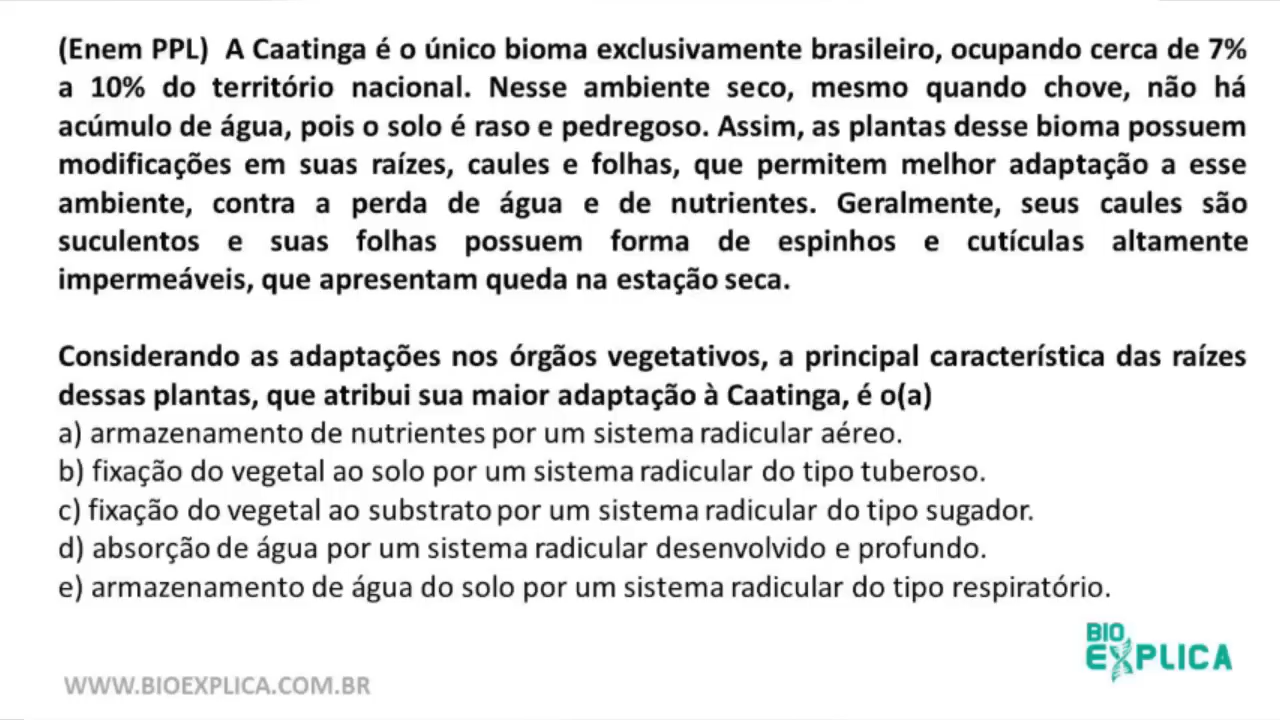 (Enem PPL) A Caatinga é o único bioma exclusivamente brasileiro, ocupando cerca de 7%
a 10% do território nacional. Nesse ambiente seco, mesmo quando chove, não há
acúmulo de água, pois o solo é raso e pedregoso. Assim, as plantas desse bioma possuem
modificações em suas raízes, caules e folhas, que permitem melhor adaptação a esse
ambiente, contra a perda de água e de nutrientes. Geralmente, seus caules são
suculentos e suas folhas possuem forma de espinhos e cutículas altamente
impermeáveis, que apresentam queda na estação seca.
Considerando as adaptações nos órgãos vegetativos, a principal característica das raízes
dessas plantas, que atribui sua maior adaptação à Caatinga, é o(a)
a) armazenamento de nutrientes por um sistema radicular aéreo.
b) fixação do vegetal ao solo por um sistema radicular do tipo tuberoso.
c) fixação do vegetal ao substrato por um sistema radicular do tipo sugador.
d) absorção de água por um sistema radicular desenvolvido e profundo.
e) armazenamento de água do solo por um sistema radicular do tipo respiratório.
BIO
EXPLICA
WWW.BIOEXPLICA.COM.BR